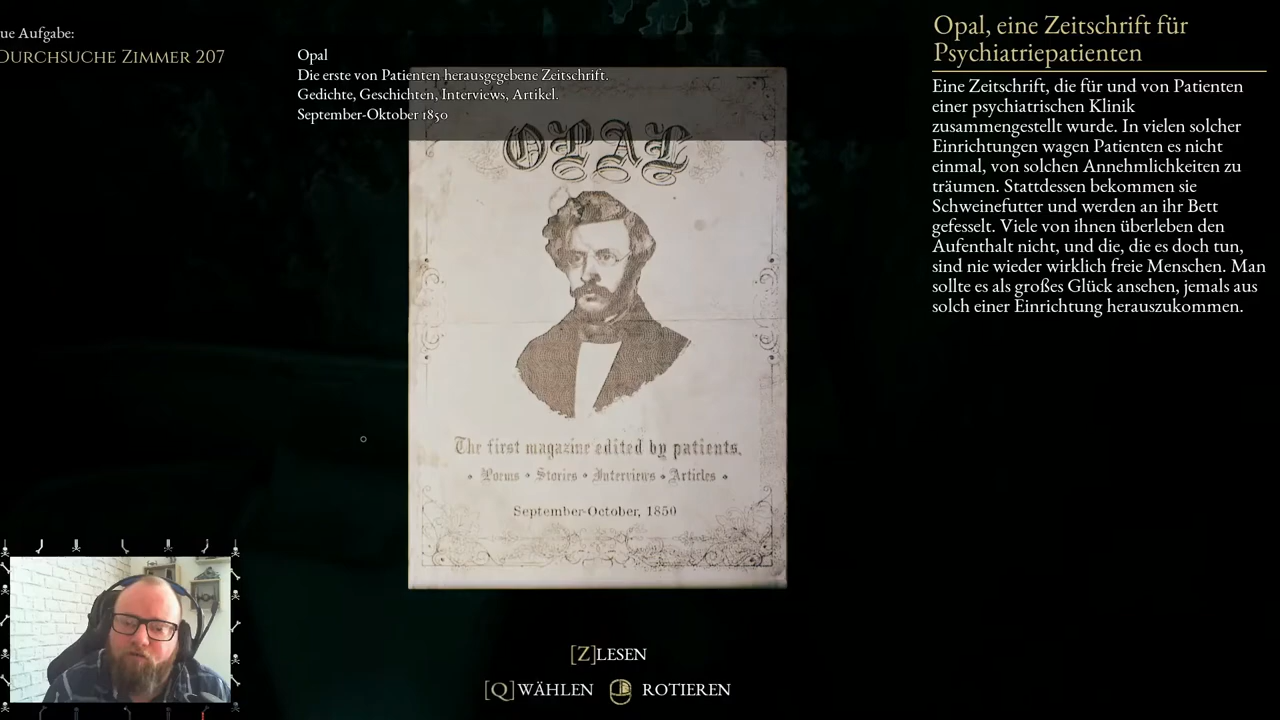 ue Aufgabe:
Durchsuche Zimmer 207
Opal
Die erste von Patienten herausgegebene Zeitschrift.
Gedichte, Geschichten, Interviews, Artikel.
September-Oktober 1850
OPAL
The first magazine edited by patients.
• Poems • Stories • Interviews • Articles •
September-October, 1850
[Z]LESEN
[Q]WÄHLEN ROTIEREN
Opal, eine Zeitschrift für
Psychiatriepatienten
Eine Zeitschrift, die für und von Patienten
einer psychiatrischen Klinik
zusammengestellt wurde. In vielen solcher
Einrichtungen wagen Patienten es nicht
einmal, von solchen Annehmlichkeiten zu
träumen. Stattdessen bekommen sie
Schweinefutter und werden an ihr Bett
gefesselt. Viele von ihnen überleben den
Aufenthalt nicht, und die, die es doch tun,
sind nie wieder wirklich freie Menschen. Man
sollte es als großes Glück ansehen, jemals aus
solch einer Einrichtung herauszukommen.